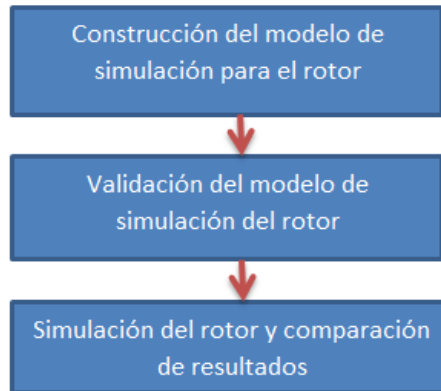 Construcción del modelo de
simulación para el rotor
Validación del modelo de
simulación del rotor
Simulación del rotor y comparación
de resultados